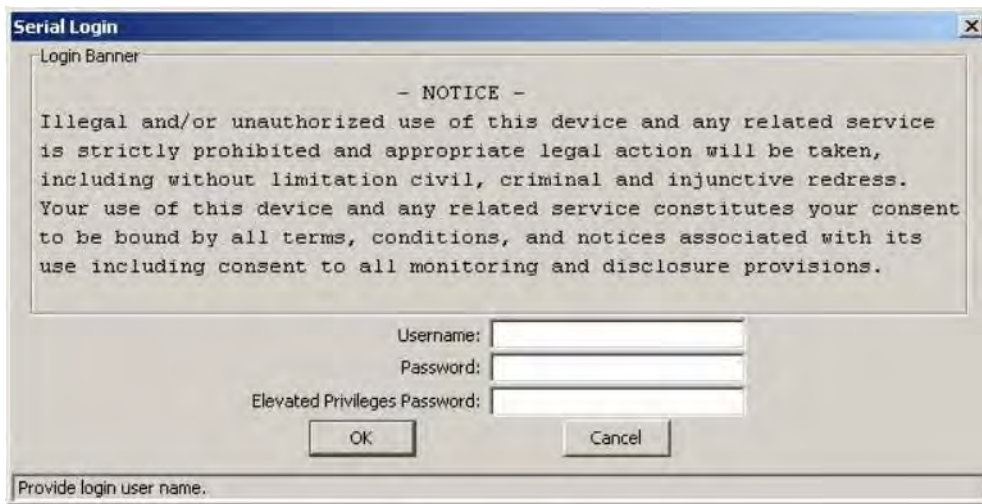 Serial Login
Login Banner
- NOTICE -
Illegal and/or unauthorized use of this device and any related service
is strictly prohibited and appropriate legal action will be taken,
including without limitation civil, criminal and injunctive redress.
Your use of this device and any related service constitutes your consent
to be bound by all terms, conditions, and notices associated with its
use including consent to all monitoring and disclosure provisions.
Username:
Password:
Elevated Privileges Password:
OK Cancel
Provide login user name.